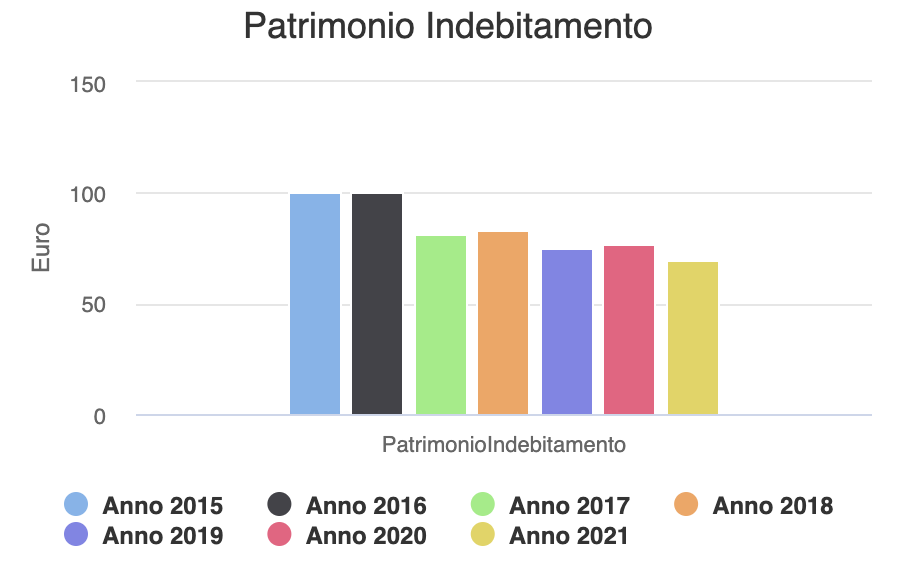 Patrimonio Indebitamento
150
100
50
0
Euro
PatrimonioIndebitamento
Anno 2015 Anno 2016 Anno 2017 Anno 2018
Anno 2019 Anno 2020 Anno 2021